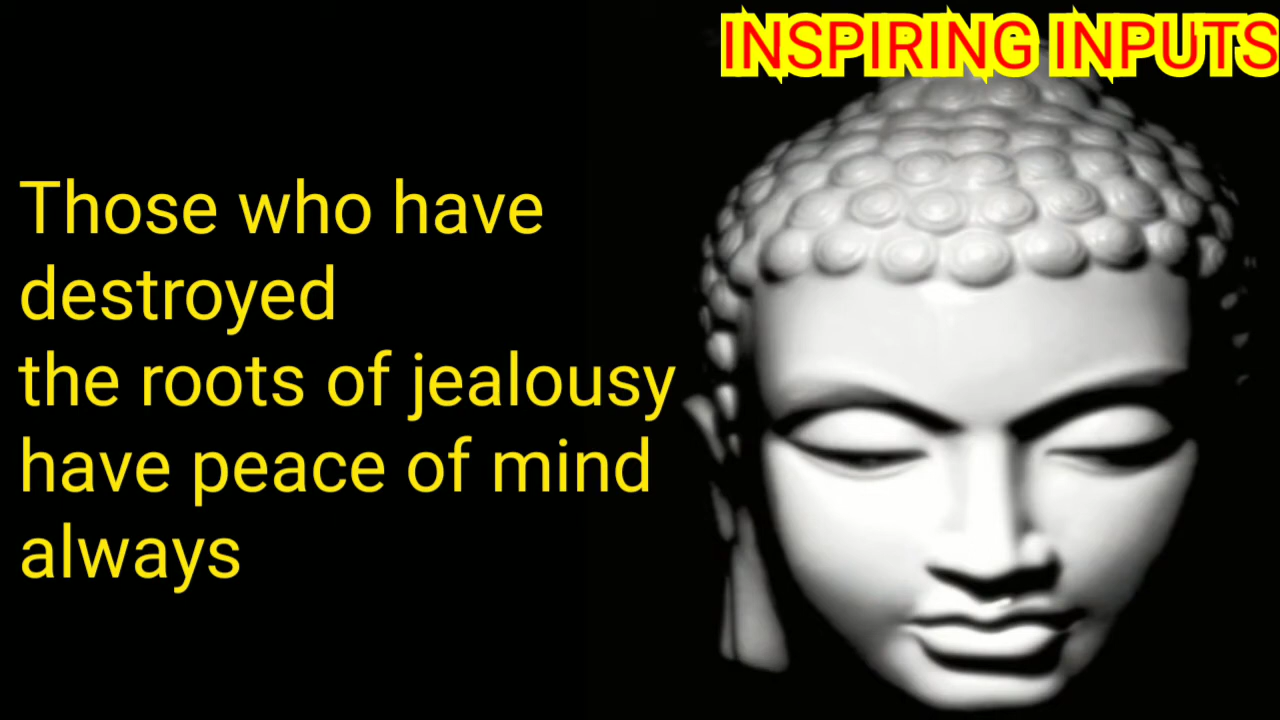 INSPIRING INPUTS
Those who have
destroyed
the roots of jealousy
have peace of mind
always